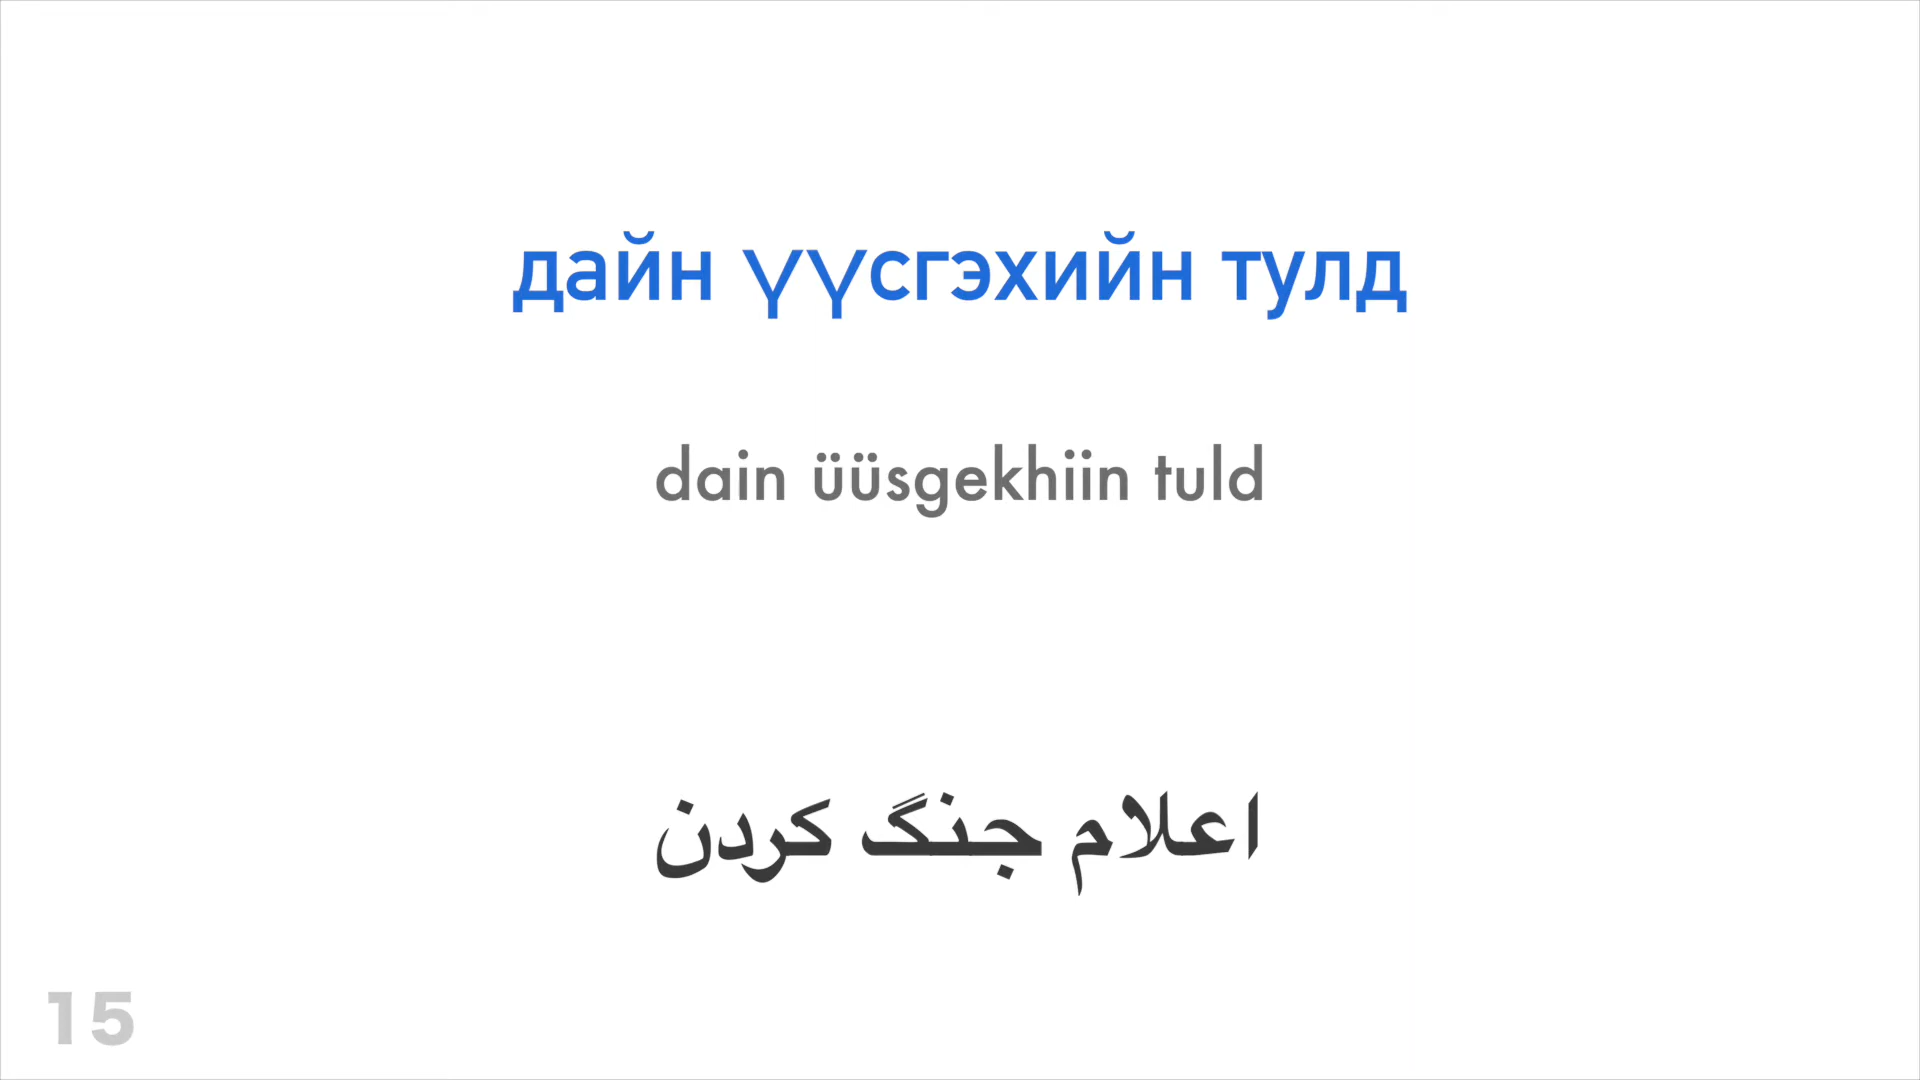 дайн үүсгэхийн тулд
dain üüsgekhiin tuld
اعلام جنگ کردن
15